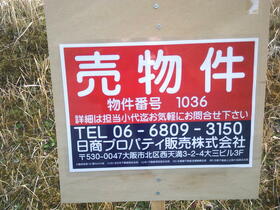 売物件
物件番号 1036
詳細は担当小代迄お気軽にお問合せ下さい
TEL 06-6809-3150
日商プロパティ販売株式会社
〒530-0047大阪市北区西天満3-2-4大三ビル3F